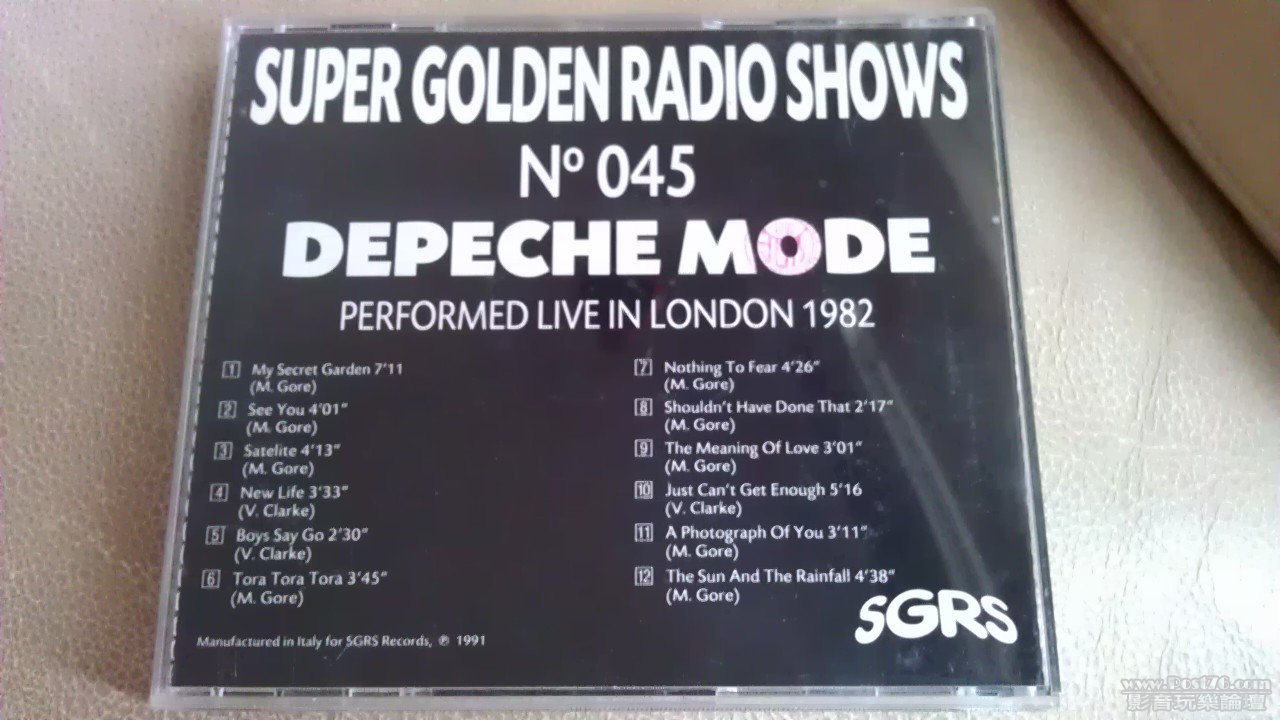 SUPER GOLDEN RADIO SHOWS
Nº 045
DEPECHE MODE
PERFORMED LIVE IN LONDON 1982
1 My Secret Garden 7'11
(M. Gore)
2 See You 4'01"
(M. Gore)
3 Satelite 4'13"
(M. Gore)
4 New Life 3'33"
(V. Clarke)
5 Boys Say Go 2'30"
(V. Clarke)
6 Tora Tora Tora 3'45"
(M. Gore)
7 Nothing To Fear 4'26"
(M. Gore)
8 Shouldn't Have Done That 2'17"
(M. Gore)
9 The Meaning Of Love 3'01"
(M. Gore)
10 Just Can't Get Enough 5'16
(V. Clarke)
11 A Photograph Of You 3'11"
(M. Gore)
12 The Sun And The Rainfall 4'38"
(M. Gore)
SGRS
Manufactured in Italy for SGRS Records, ℗ 1991
www.Post76.com
影音玩樂論壇